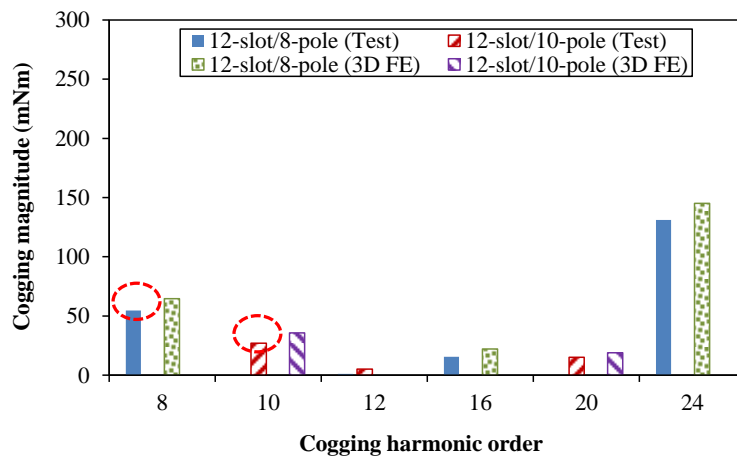 300
250
200
150
100
50
0
Cogging magnitude (mNm)
12-slot/8-pole (Test) 12-slot/10-pole (Test)
12-slot/8-pole (3D FE) 12-slot/10-pole (3D FE)
8 10 12 16 20 24
Cogging harmonic order